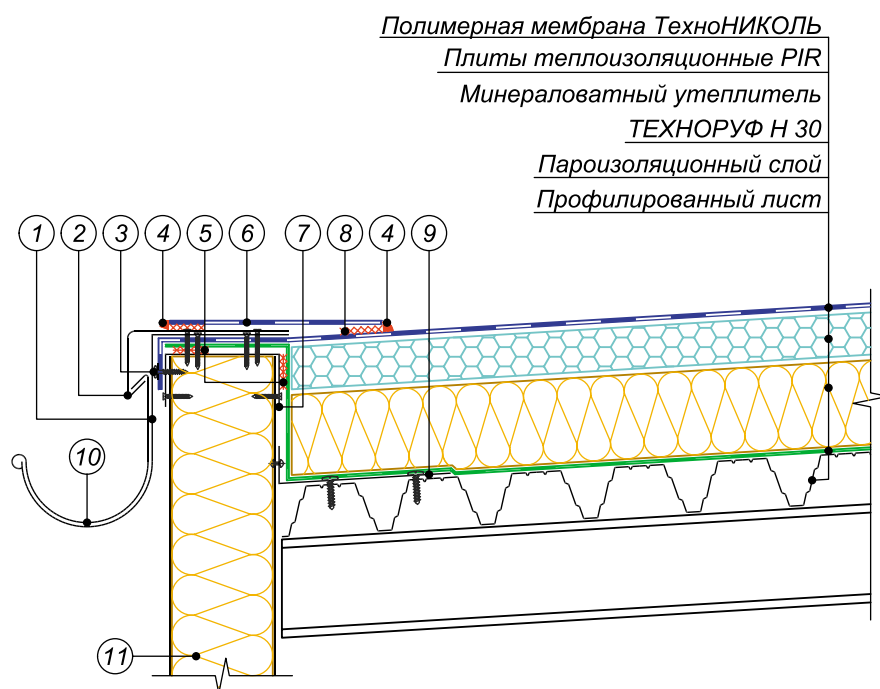 Полимерная мембрана ТехноНИКОЛЬ
Плиты теплоизоляционные PIR
Минераловатный утеплитель
ТЕХНОРУФ Н 30
Пароизоляционный слой
Профилированный лист
1 2 3 4 5 6 7 8 4 9
10
11